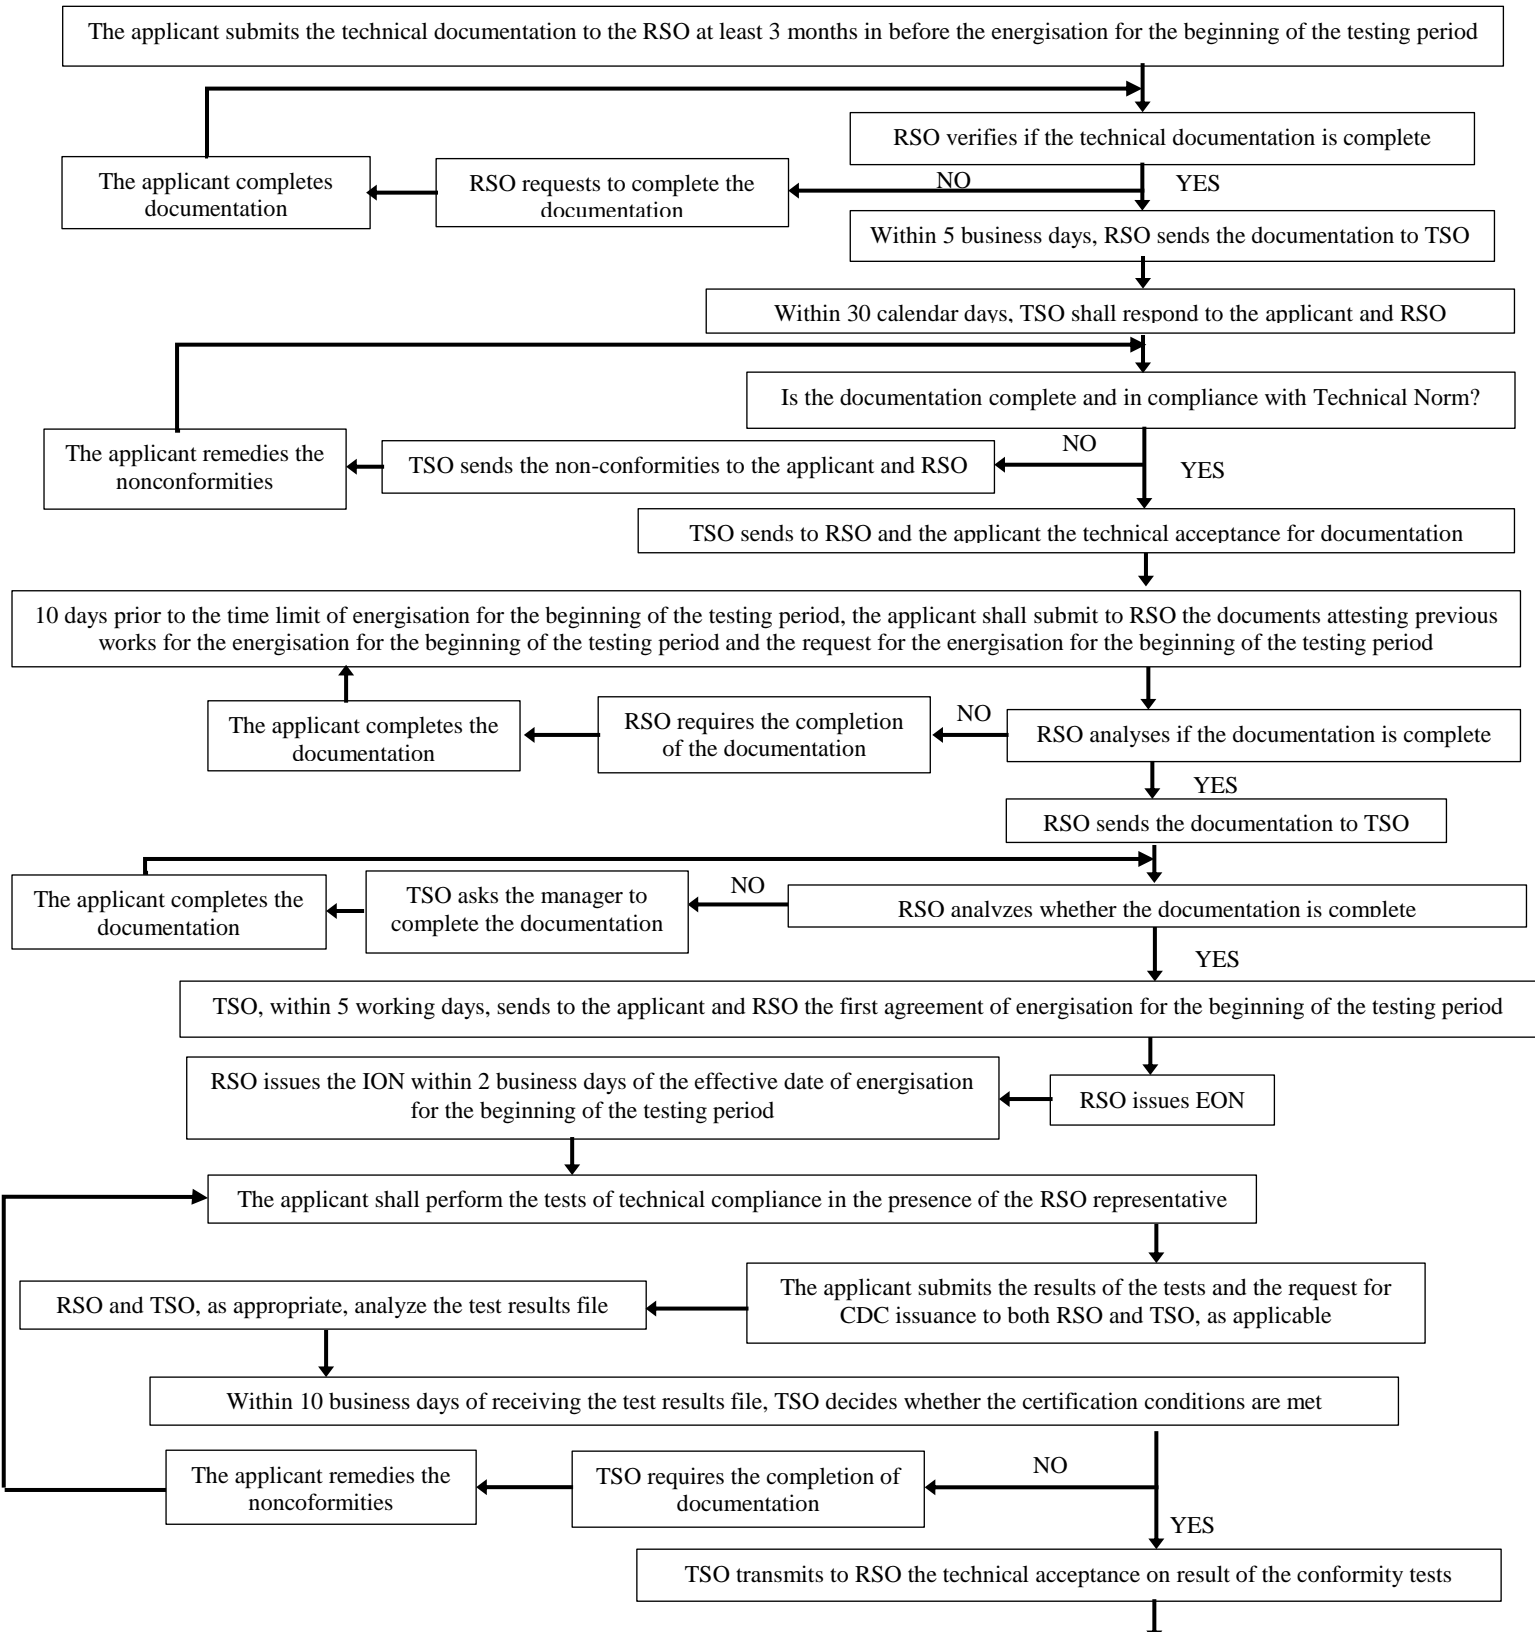 The applicant submits the technical documentation to the RSO at least 3 months in before the energisation for the beginning of the testing period
RSO verifies if the technical documentation is complete
The applicant completes
documentation
RSO requests to complete the
documentation
NO
YES
Within 5 business days, RSO sends the documentation to TSO
Within 30 calendar days, TSO shall respond to the applicant and RSO
Is the documentation complete and in compliance with Technical Norm?
The applicant remedies the
nonconformities
TSO sends the non-conformities to the applicant and RSO
NO
YES
TSO sends to RSO and the applicant the technical acceptance for documentation
10 days prior to the time limit of energisation for the beginning of the testing period, the applicant shall submit to RSO the documents attesting previous
works for the energisation for the beginning of the testing period and the request for the energisation for the beginning of the testing period
The applicant completes the
documentation
RSO requires the completion
of the documentation
NO
RSO analyses if the documentation is complete
YES
RSO sends the documentation to TSO
The applicant completes the
documentation
TSO asks the manager to
complete the documentation
NO
RSO analyzes whether the documentation is complete
YES
TSO, within 5 working days, sends to the applicant and RSO the first agreement of energisation for the beginning of the testing period
RSO issues the ION within 2 business days of the effective date of energisation
for the beginning of the testing period
RSO issues EON
The applicant shall perform the tests of technical compliance in the presence of the RSO representative
RSO and TSO, as appropriate, analyze the test results file
The applicant submits the results of the tests and the request for
CDC issuance to both RSO and TSO, as applicable
Within 10 business days of receiving the test results file, TSO decides whether the certification conditions are met
The applicant remedies the
noncoformities
TSO requires the completion of
documentation
NO
YES
TSO transmits to RSO the technical acceptance on result of the conformity tests